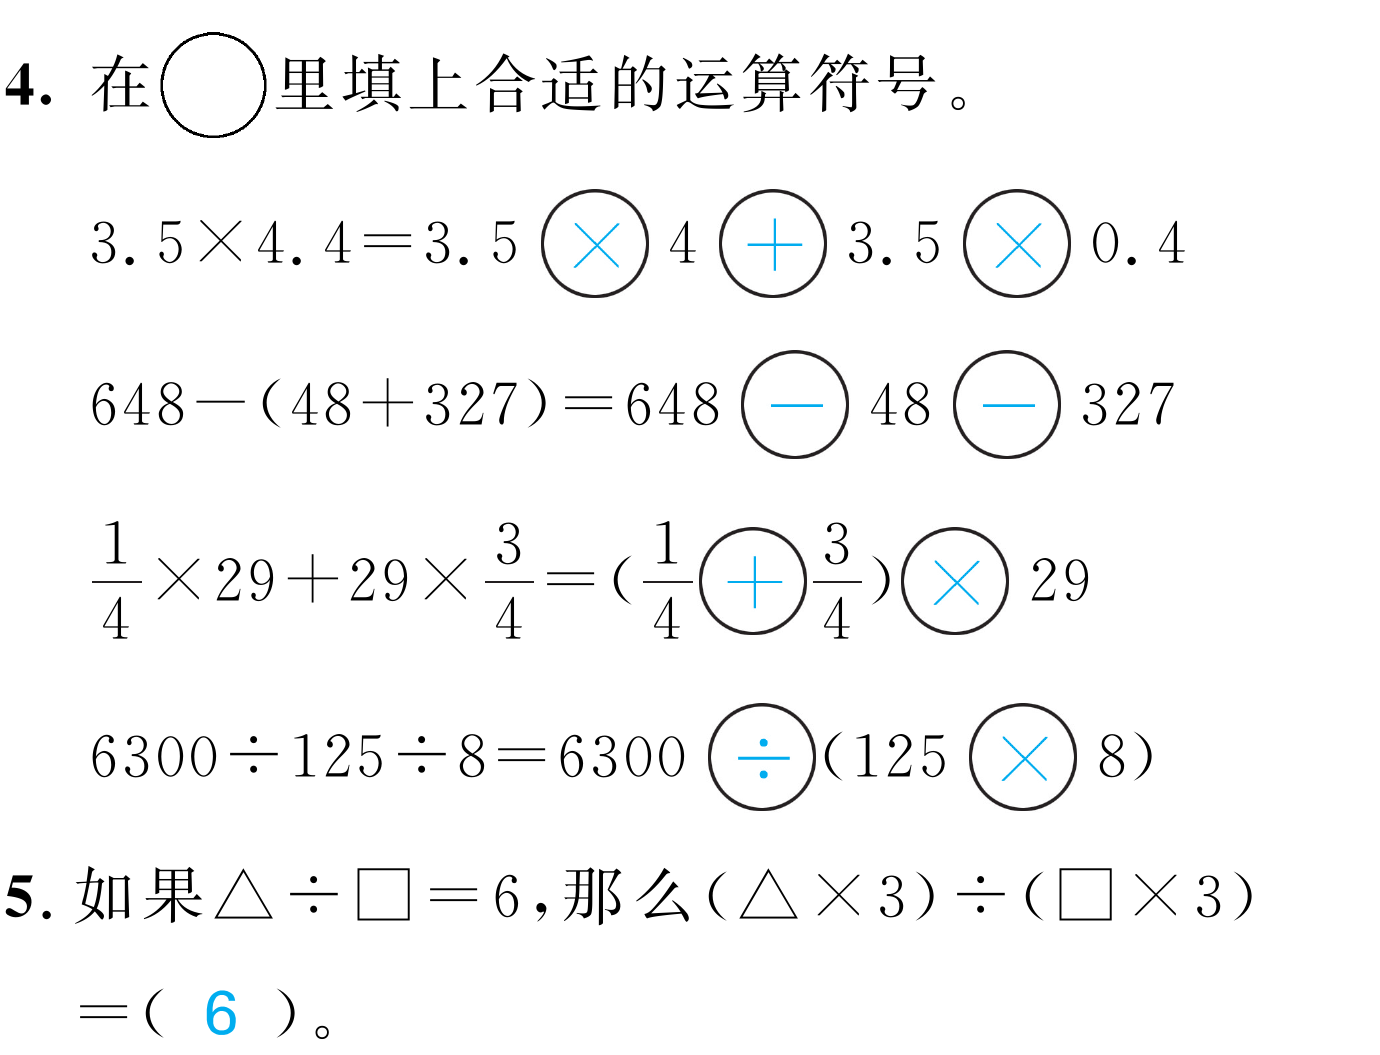 4. 在○里填上合适的运算符号。
3.5×4.4=3.5⊗4⊕3.5⊗0.4
648-(48+327)=648⊖48⊖327
1/4×29+29×3/4=(1/4⊕3/4)⊗29
6300÷125÷8=6300÷(125⊗8)
5. 如果△÷□=6,那么(△×3)÷(□×3)
=( 6 )。